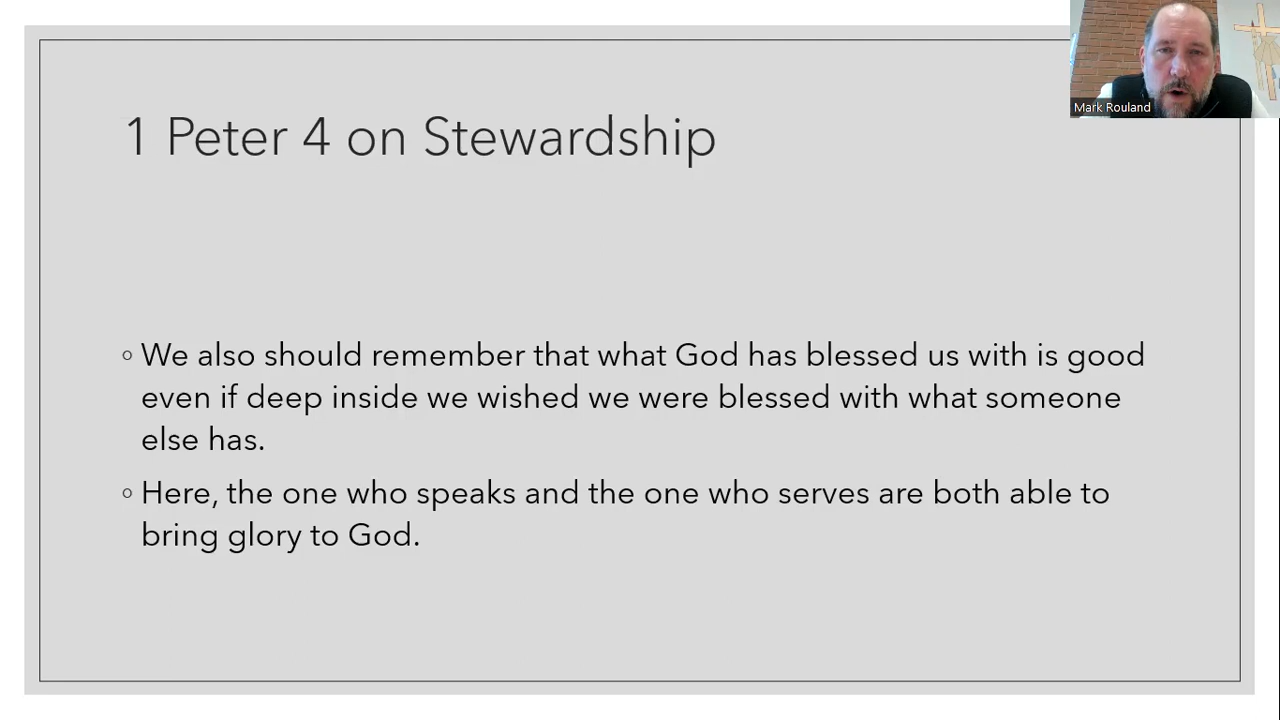 Mark Rouland
1 Peter 4 on Stewardship
◦ We also should remember that what God has blessed us with is good
even if deep inside we wished we were blessed with what someone
else has.
◦ Here, the one who speaks and the one who serves are both able to
bring glory to God.